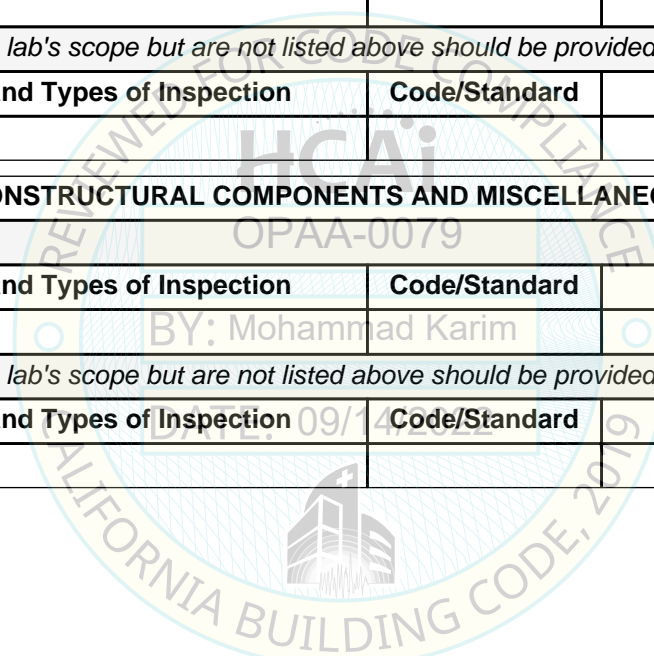 lab's scope but are not listed above should be provided
nd Types of Inspection Code/Standard
REVIEWED FOR CODE COMPLIANCE
HCAi
ONSTRUCTURAL COMPONENTS AND MISCELLANEO
OPAA-0079
nd Types of Inspection Code/Standard
BY: Mohammad Karim
lab's scope but are not listed above should be provided
nd Types of Inspection Code/Standard
DATE: 09/14/2022
CALIFORNIA BUILDING CODE, 2019